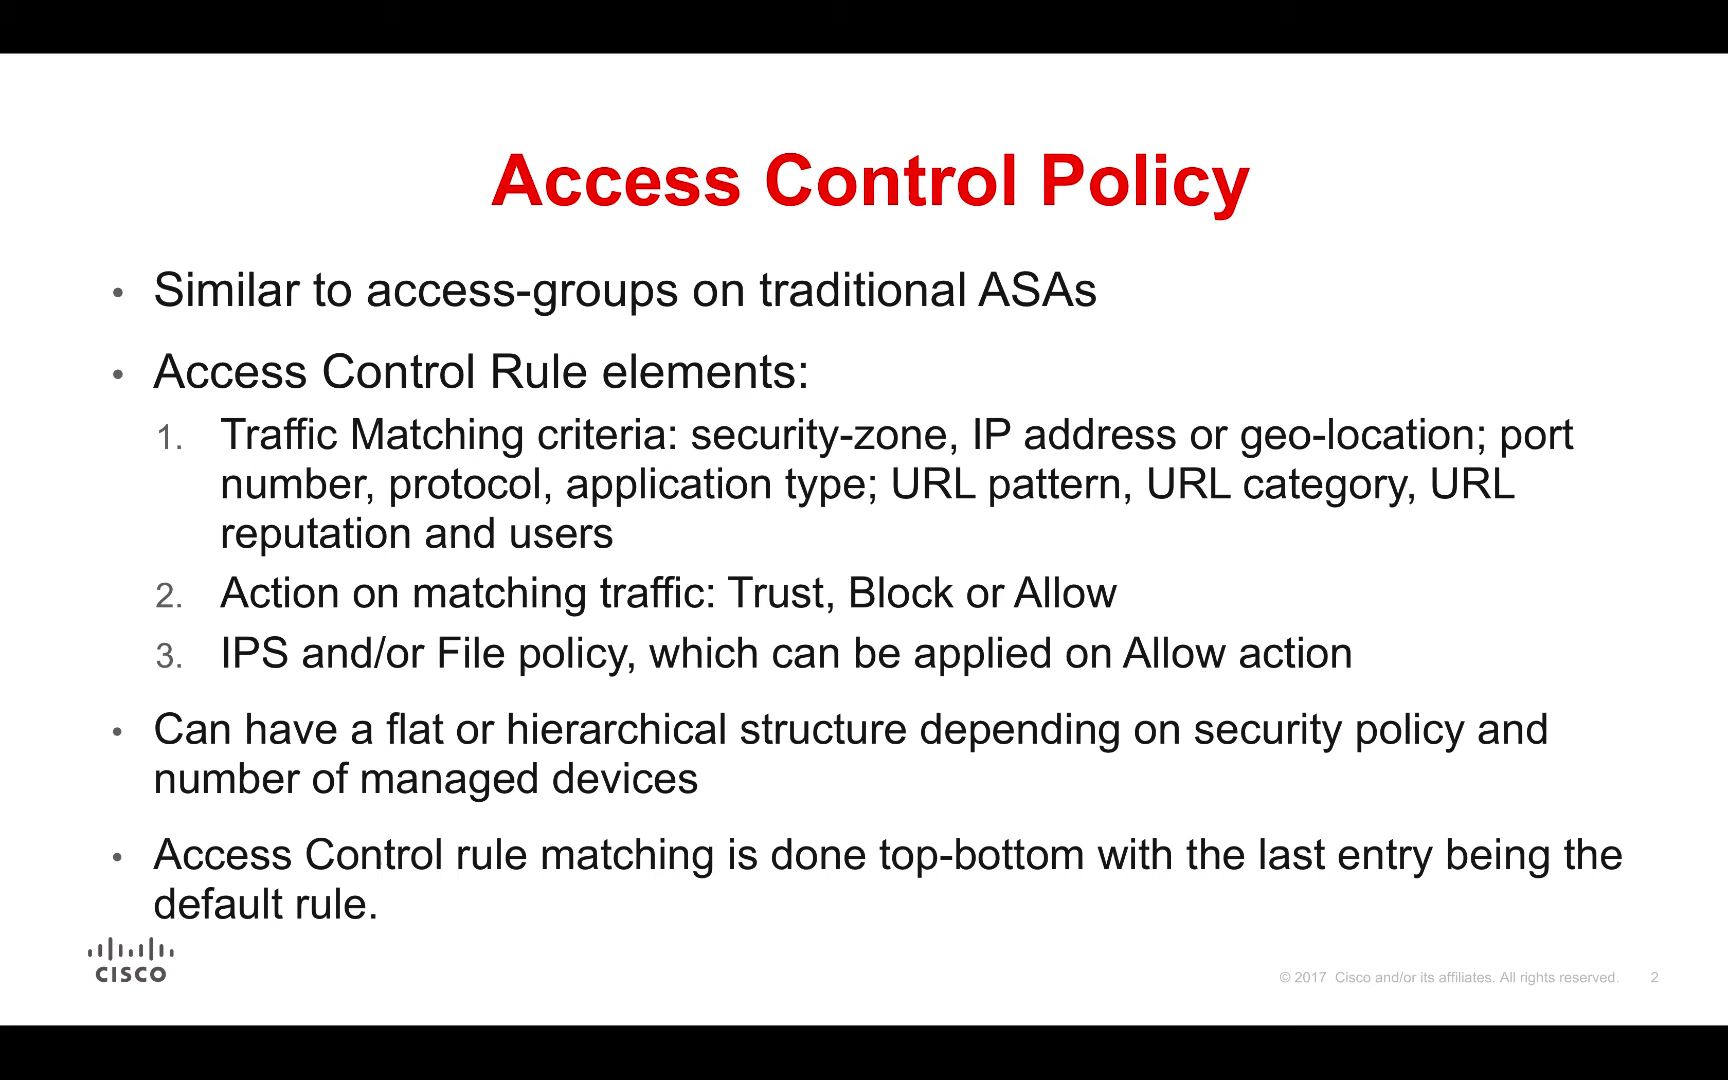 Access Control Policy
• Similar to access-groups on traditional ASAs
• Access Control Rule elements:
1. Traffic Matching criteria: security-zone, IP address or geo-location; port
number, protocol, application type; URL pattern, URL category, URL
reputation and users
2. Action on matching traffic: Trust, Block or Allow
3. IPS and/or File policy, which can be applied on Allow action
• Can have a flat or hierarchical structure depending on security policy and
number of managed devices
• Access Control rule matching is done top-bottom with the last entry being the
default rule.
CISCO
© 2017 Cisco and/or its affiliates. All rights reserved. 2